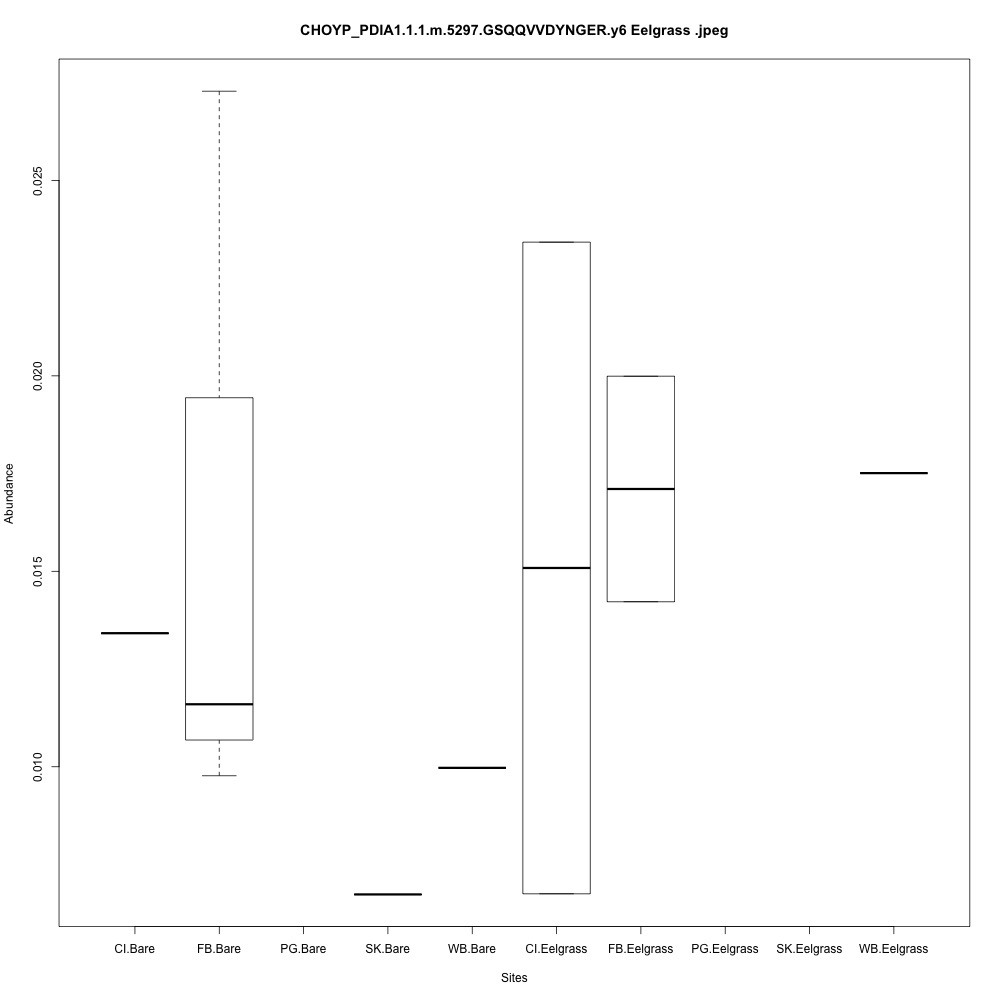 CHOYP_PDIA1.1.1.m.5297.GSQQVVDYNGER.y6 Eelgrass .jpeg
Abundance
0.025
0.020
0.015
0.010
CI.Bare FB.Bare PG.Bare SK.Bare WB.Bare CI.Eelgrass FB.Eelgrass PG.Eelgrass SK.Eelgrass WB.Eelgrass
Sites